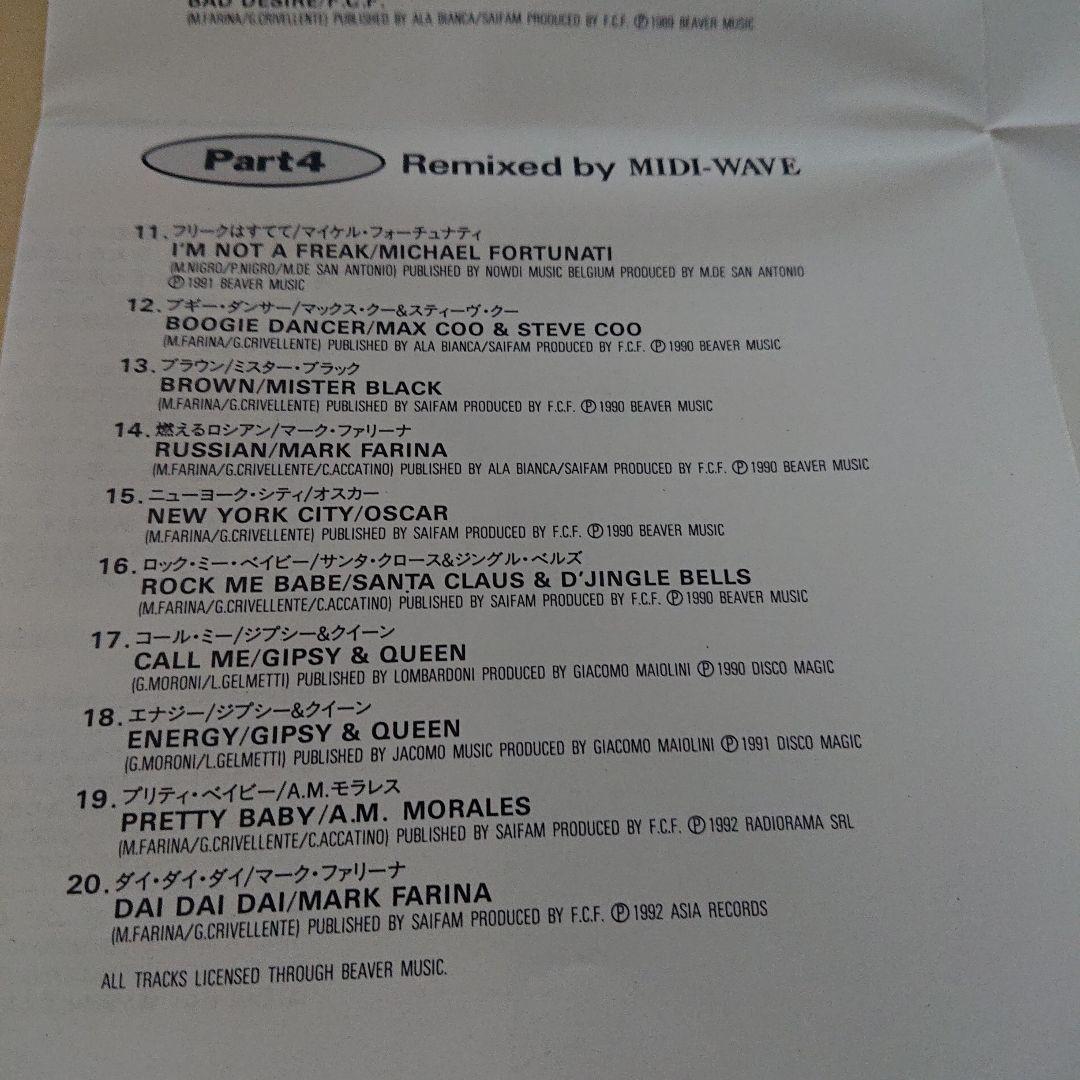 BAD DESIRE/F.C.F.
(M.FARINA/G.CRIVELLENTE) PUBLISHED BY ALA BIANCA/SAIFAM PRODUCED BY F.C.F. Ⓟ1989 BEAVER MUSIC
Part4 Remixed by MIDI-WAVE
11. フリークはすてて/マイケル・フォーチュナティ
I'M NOT A FREAK/MICHAEL FORTUNATI
(M.NIGRO/P.NIGRO/M.DE SAN ANTONIO) PUBLISHED BY NOWDI MUSIC BELGIUM PRODUCED BY M.DE SAN ANTONIO
Ⓟ1991 BEAVER MUSIC
12. ブギー・ダンサー/マックス・クー&スティーヴ・クー
BOOGIE DANCER/MAX COO & STEVE COO
(M.FARINA/G.CRIVELLENTE) PUBLISHED BY ALA BIANCA/SAIFAM PRODUCED BY F.C.F. Ⓟ1990 BEAVER MUSIC
13. ブラウン/ミスター・ブラック
BROWN/MISTER BLACK
(M.FARINA/G.CRIVELLENTE) PUBLISHED BY SAIFAM PRODUCED BY F.C.F. Ⓟ1990 BEAVER MUSIC
14. 燃えるロシアン/マーク・ファリーナ
RUSSIAN/MARK FARINA
(M.FARINA/G.CRIVELLENTE/C.ACCATINO) PUBLISHED BY ALA BIANCA/SAIFAM PRODUCED BY F.C.F. Ⓟ1990 BEAVER MUSIC
15. ニューヨーク・シティ/オスカー
NEW YORK CITY/OSCAR
(M.FARINA/G.CRIVELLENTE) PUBLISHED BY SAIFAM PRODUCED BY F.C.F. Ⓟ1990 BEAVER MUSIC
16. ロック・ミー・ベイビー/サンタ・クロース&ジングル・ベルズ
ROCK ME BABE/SANTA CLAUS & D'JINGLE BELLS
(M.FARINA/G.CRIVELLENTE/C.ACCATINO) PUBLISHED BY SAIFAM PRODUCED BY F.C.F. Ⓟ1990 BEAVER MUSIC
17. コール・ミー/ジプシー&クイーン
CALL ME/GIPSY & QUEEN
(G.MORONI/L.GELMETTI) PUBLISHED BY LOMBARDONI PRODUCED BY GIACOMO MAIOLINI Ⓟ1990 DISCO MAGIC
18. エナジー/ジプシー&クイーン
ENERGY/GIPSY & QUEEN
(G.MORONI/L.GELMETTI) PUBLISHED BY JACOMO MUSIC PRODUCED BY GIACOMO MAIOLINI Ⓟ1991 DISCO MAGIC
19. プリティ・ベイビー/A.M.モラレス
PRETTY BABY/A.M. MORALES
(M.FARINA/G.CRIVELLENTE/C.ACCATINO) PUBLISHED BY SAIFAM PRODUCED BY F.C.F. Ⓟ1992 RADIORAMA SRL
20. ダイ・ダイ・ダイ/マーク・ファリーナ
DAI DAI DAI/MARK FARINA
(M.FARINA/G.CRIVELLENTE) PUBLISHED BY SAIFAM PRODUCED BY F.C.F. Ⓟ1992 ASIA RECORDS
ALL TRACKS LICENSED THROUGH BEAVER MUSIC.